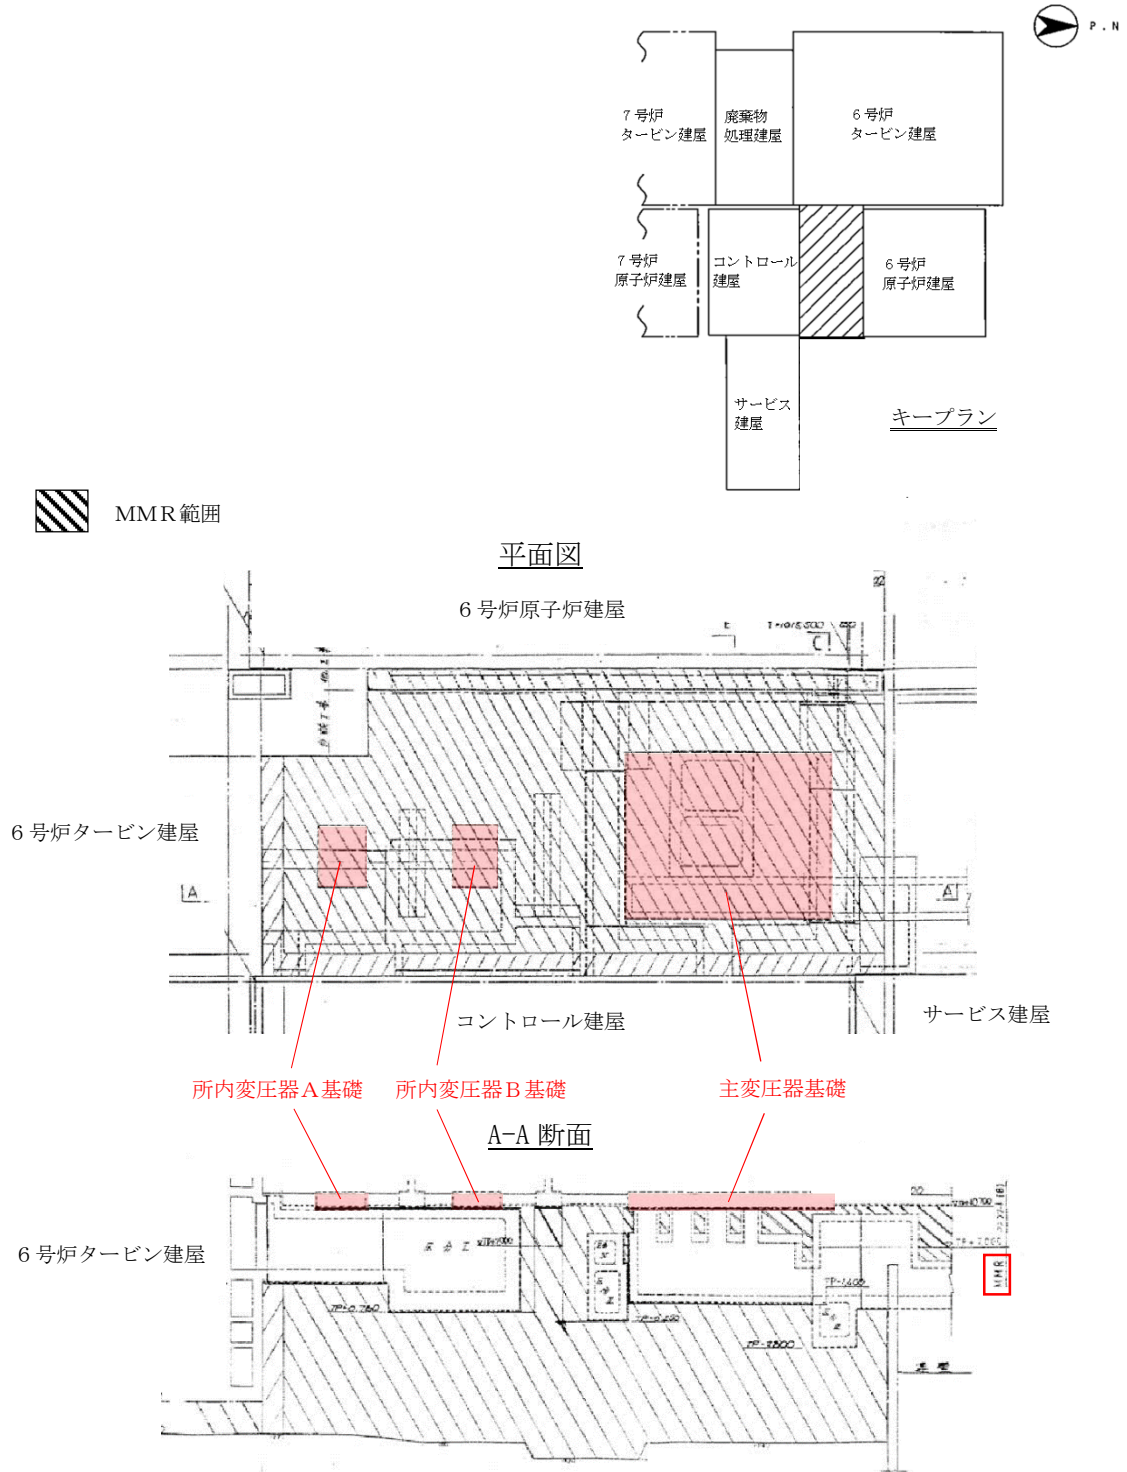 P.N
7号炉
タービン建屋
廃棄物
処理建屋
6号炉
タービン建屋
7号炉
原子炉建屋
コントロール
建屋
6号炉
原子炉建屋
サービス
建屋
キープラン
MMR範囲
平面図
6号炉原子炉建屋
E
C
6号炉タービン建屋
A
A
コントロール建屋
サービス建屋
所内変圧器A基礎
所内変圧器B基礎
主変圧器基礎
A-A 断面
6号炉タービン建屋
MMR